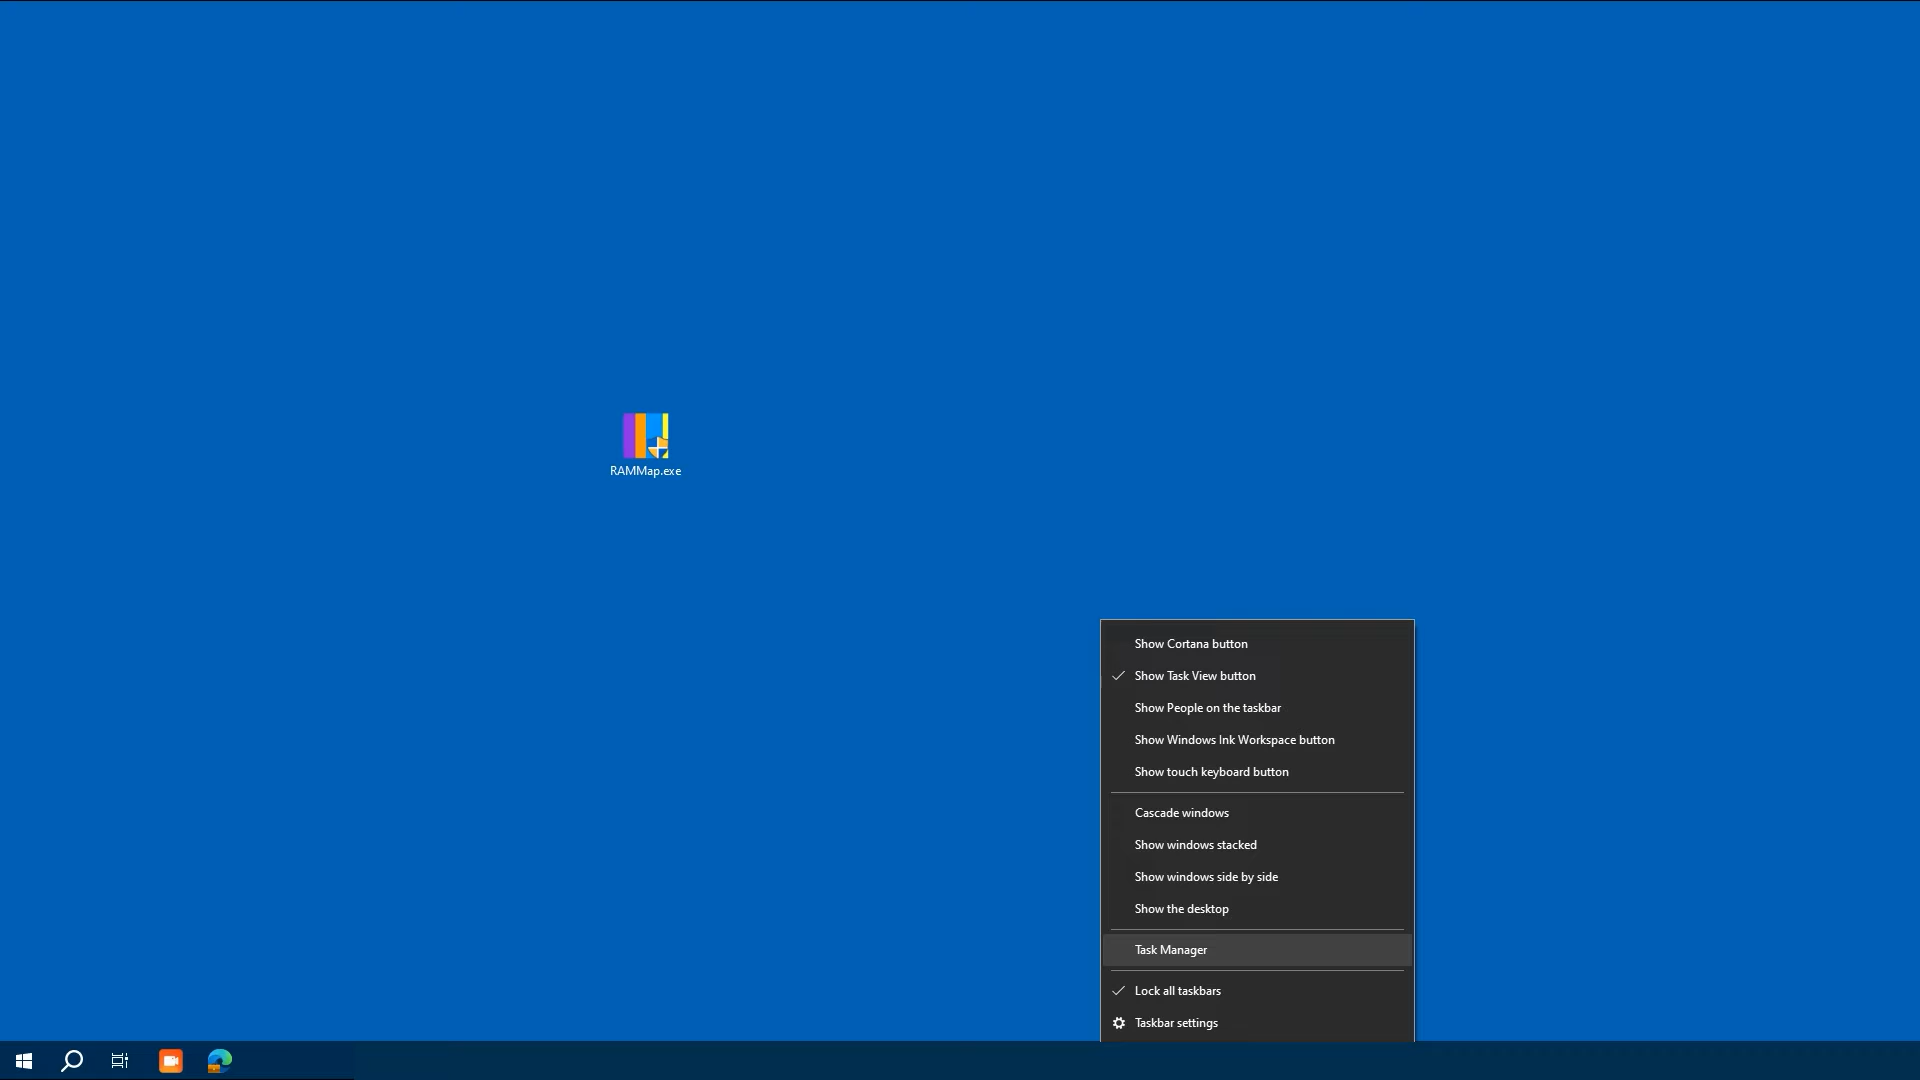 RAMMap.exe
Show Cortana button
Show Task View button
Show People on the taskbar
Show Windows Ink Workspace button
Show touch keyboard button
Cascade windows
Show windows stacked
Show windows side by side
Show the desktop
Task Manager
Lock all taskbars
Taskbar settings